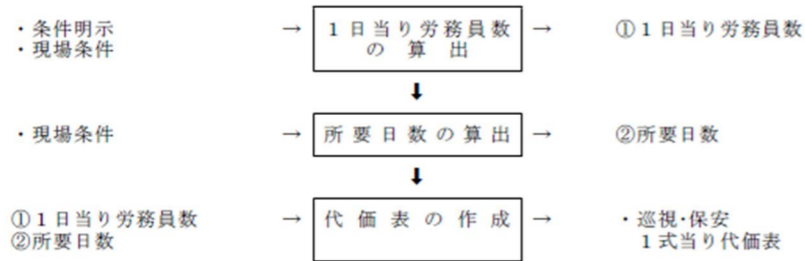 ・条件明示
・現場条件
→
1日当り労務員数
の算出
→
①1日当り労務員数
⬇
・現場条件
→
所要日数の算出
→
②所要日数
⬇
①1日当り労務員数
②所要日数
→
代価表の作成
→
・巡視・保安
1式当り代価表